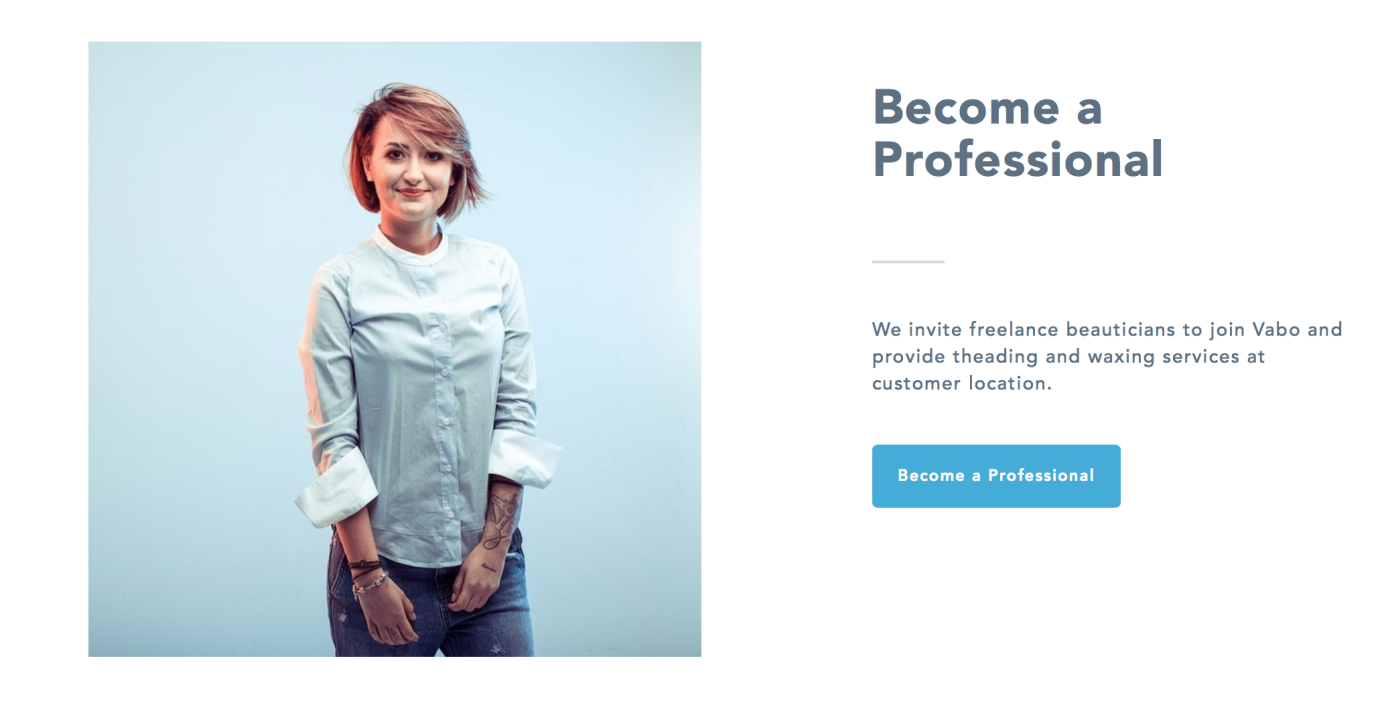 Become a
Professional
We invite freelance beauticians to join Vabo and
provide theading and waxing services at
customer location.
Become a Professional